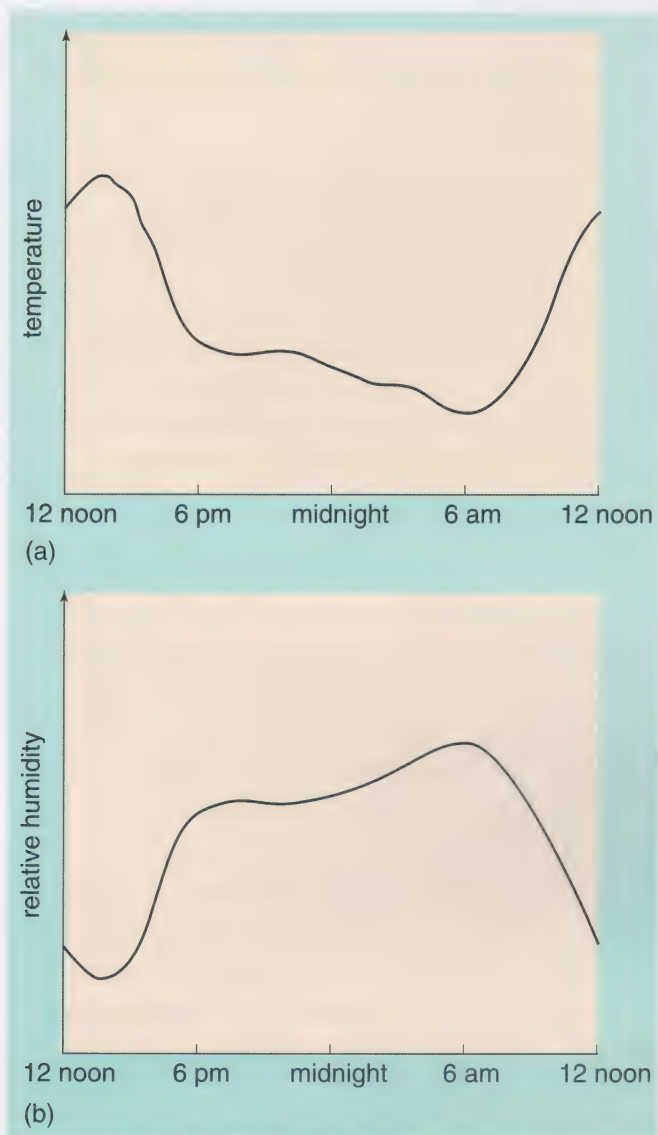 temperature
12 noon 6 pm midnight 6 am 12 noon
(a)
relative humidity
12 noon 6 pm midnight 6 am 12 noon
(b)